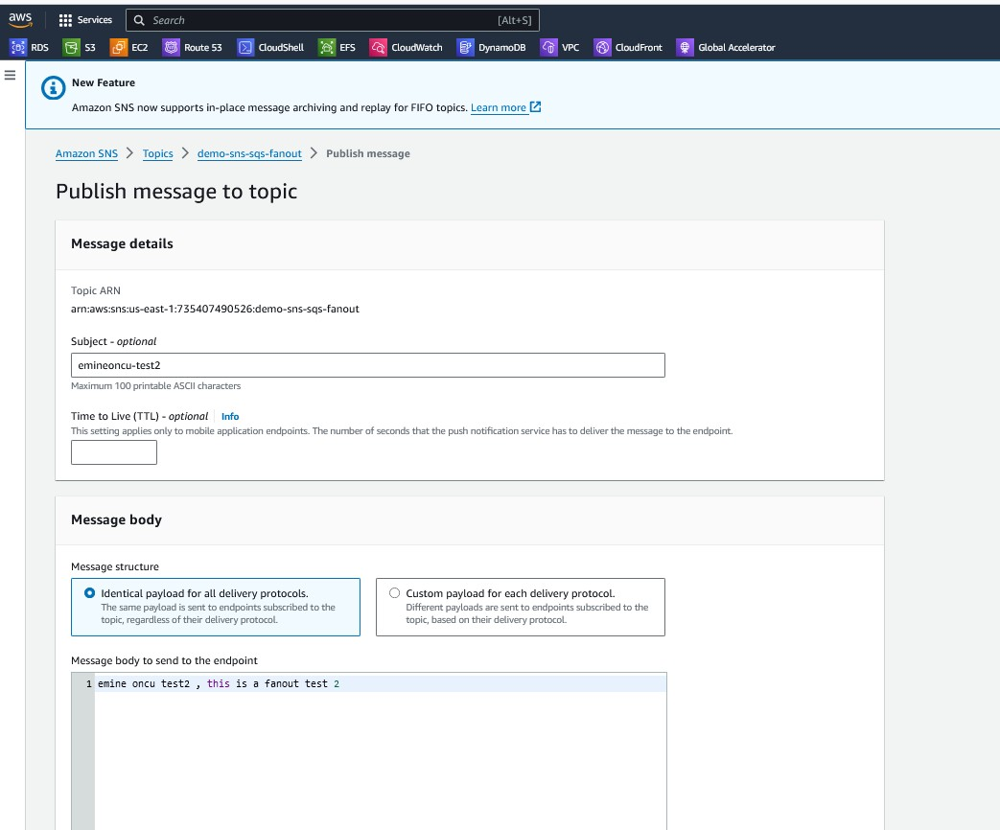 aws Services Search [Alt+S]
RDS S3 EC2 Route 53 CloudShell EFS CloudWatch DynamoDB VPC CloudFront Global Accelerator
New Feature
Amazon SNS now supports in-place message archiving and replay for FIFO topics. Learn more
Amazon SNS > Topics > demo-sns-sqs-fanout > Publish message
Publish message to topic
Message details
Topic ARN
arn:aws:sns:us-east-1:735407490526:demo-sns-sqs-fanout
Subject - optional
emineoncu-test2
Maximum 100 printable ASCII characters
Time to Live (TTL) - optional Info
This setting applies only to mobile application endpoints. The number of seconds that the push notification service has to deliver the message to the endpoint.
Message body
Message structure
Identical payload for all delivery protocols.
The same payload is sent to endpoints subscribed to the
topic, regardless of their delivery protocol.
Custom payload for each delivery protocol.
Different payloads are sent to endpoints subscribed to the
topic, based on their delivery protocol.
Message body to send to the endpoint
1 emine oncu test2 , this is a fanout test 2